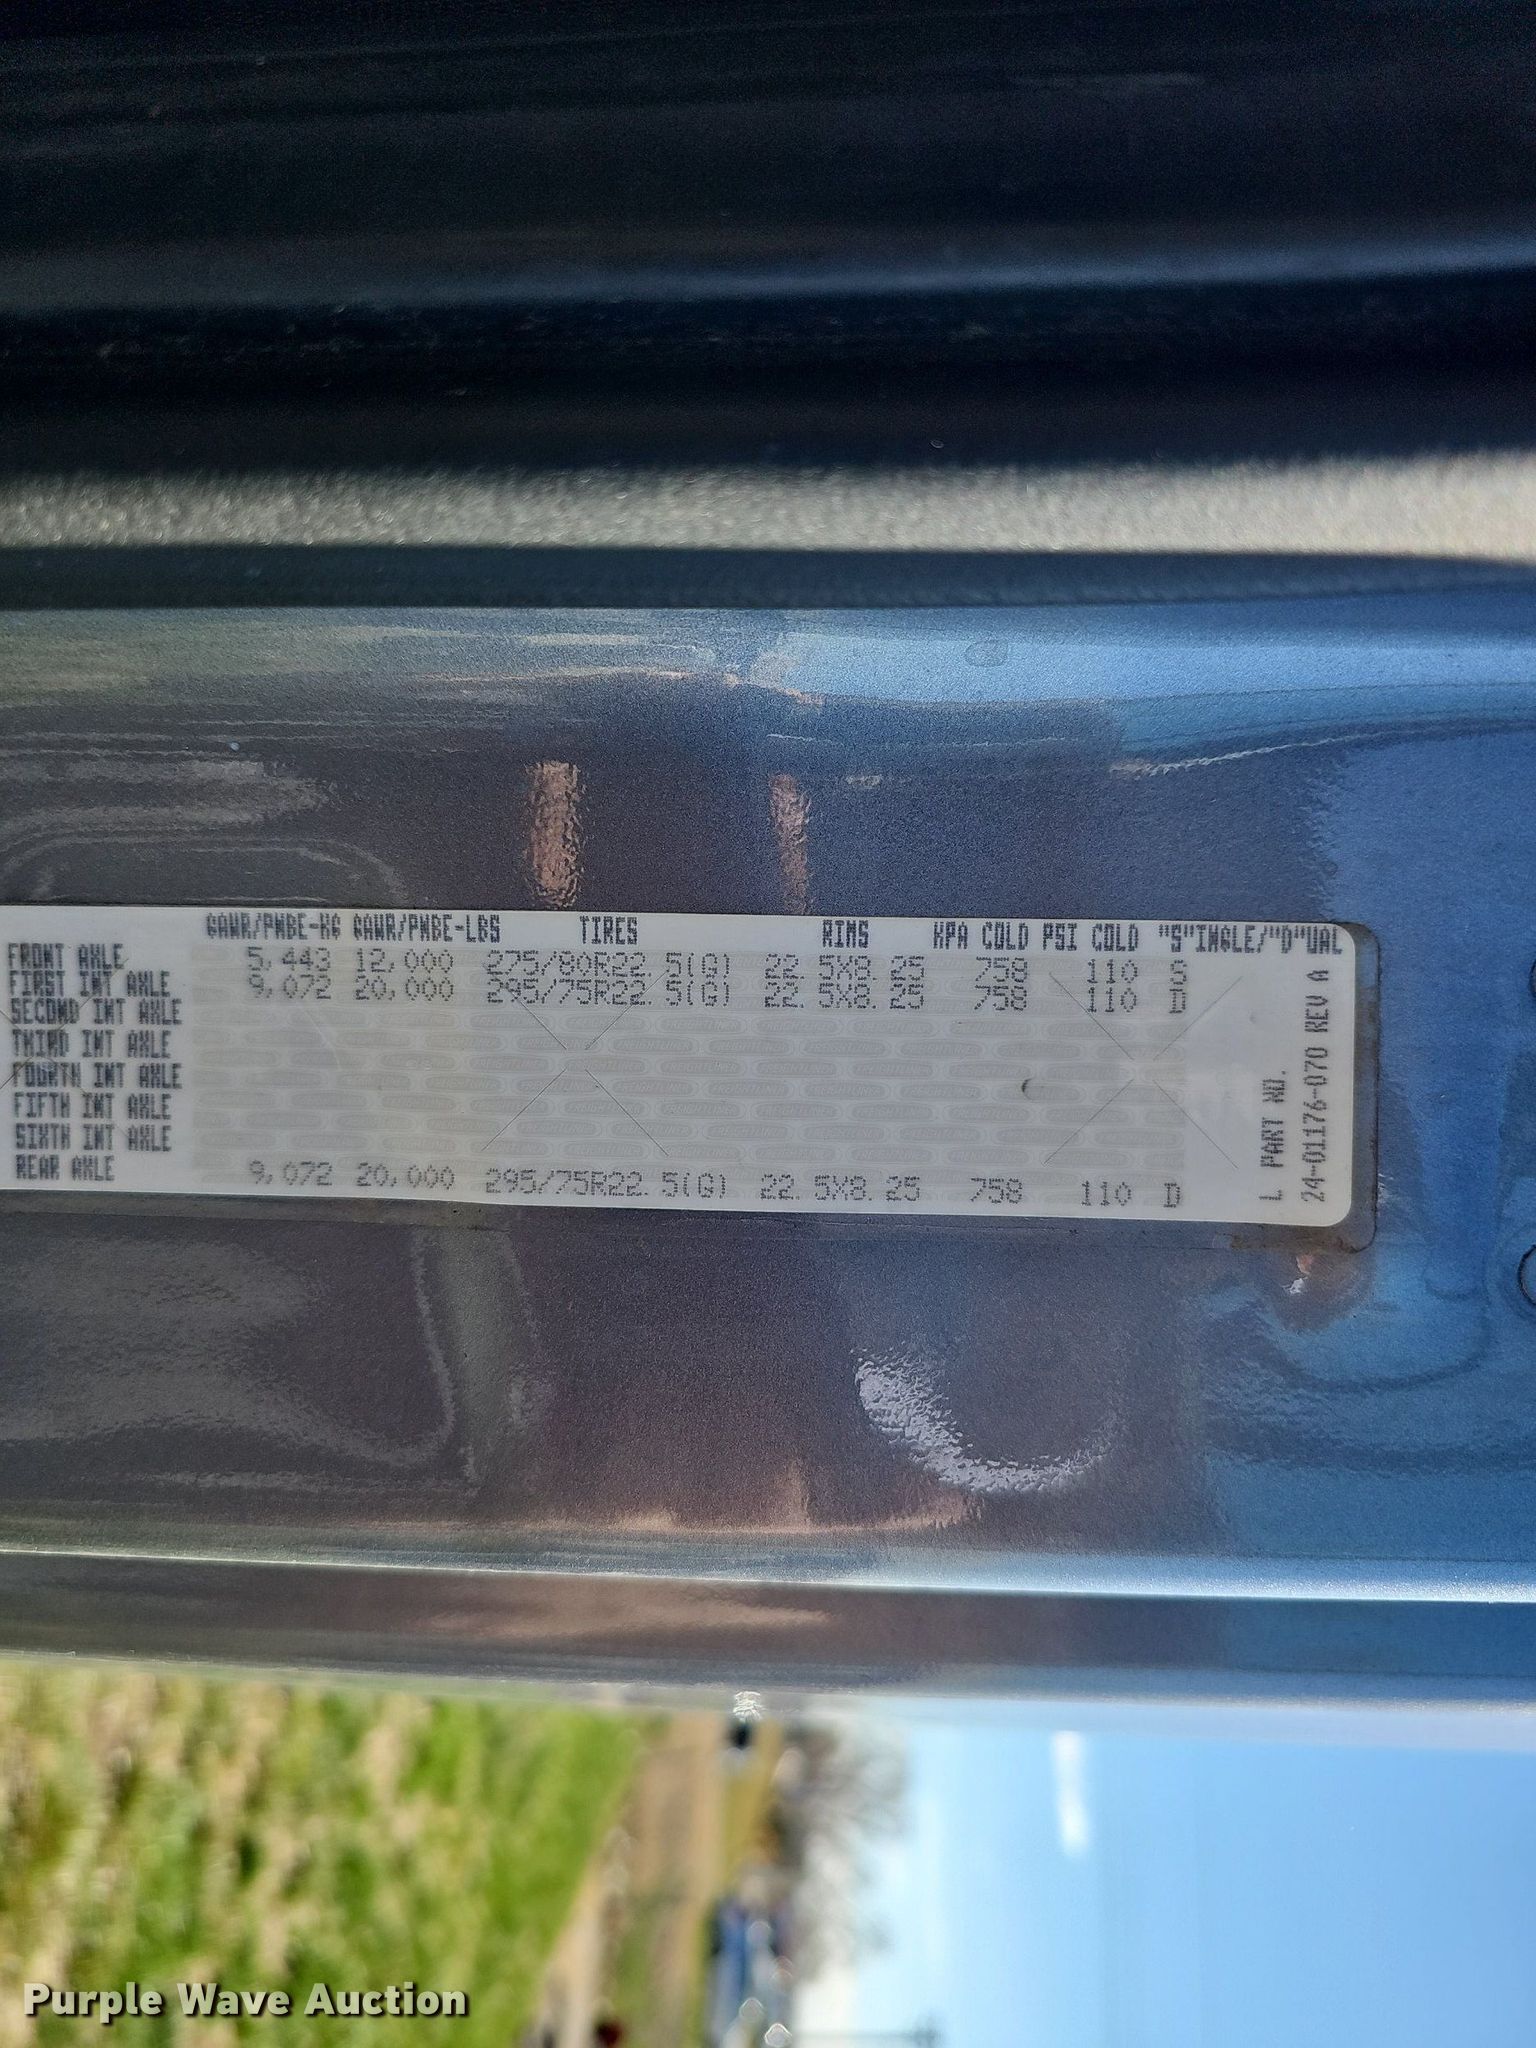 GAWR/PNBE-KG GAWR/PNBE-LBS TIRES RIMS KPA COLD PSI COLD "S"INGLE/"D"UAL
FRONT AXLE 5,443 12,000 275/80R22.5(G) 22.5X8.25 758 110 S
FIRST INT AXLE 9,072 20,000 295/75R22.5(G) 22.5X8.25 758 110 D
SECOND INT AXLE
THIRD INT AXLE
FOURTH INT AXLE
FIFTH INT AXLE
SIXTH INT AXLE
REAR AXLE 9,072 20,000 295/75R22.5(G) 22.5X8.25 758 110 D
L PART NO.
24-01176-070 REV A
Purple Wave Auction